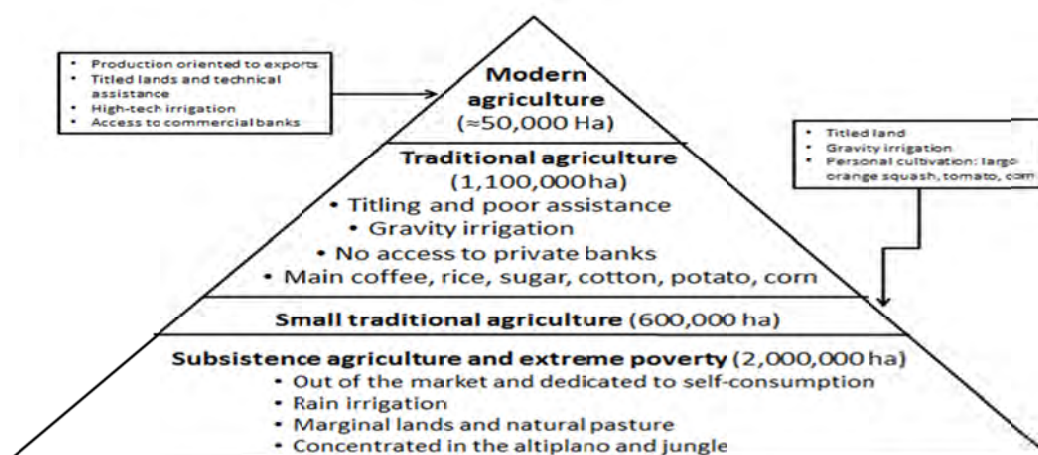 • Production oriented to exports
• Titled lands and technical
assistance
• High-tech irrigation
• Access to commercial banks
Modern
agriculture
(≈50,000 Ha)
• Titled land
• Gravity irrigation
• Personal cultivation: large
orange squash, tomato, corn
Traditional agriculture
(1,100,000 ha)
• Titling and poor assistance
• Gravity irrigation
• No access to private banks
• Main coffee, rice, sugar, cotton, potato, corn
Small traditional agriculture (600,000 ha)
Subsistence agriculture and extreme poverty (2,000,000 ha)
• Out of the market and dedicated to self-consumption
• Rain irrigation
• Marginal lands and natural pasture
• Concentrated in the altiplano and jungle